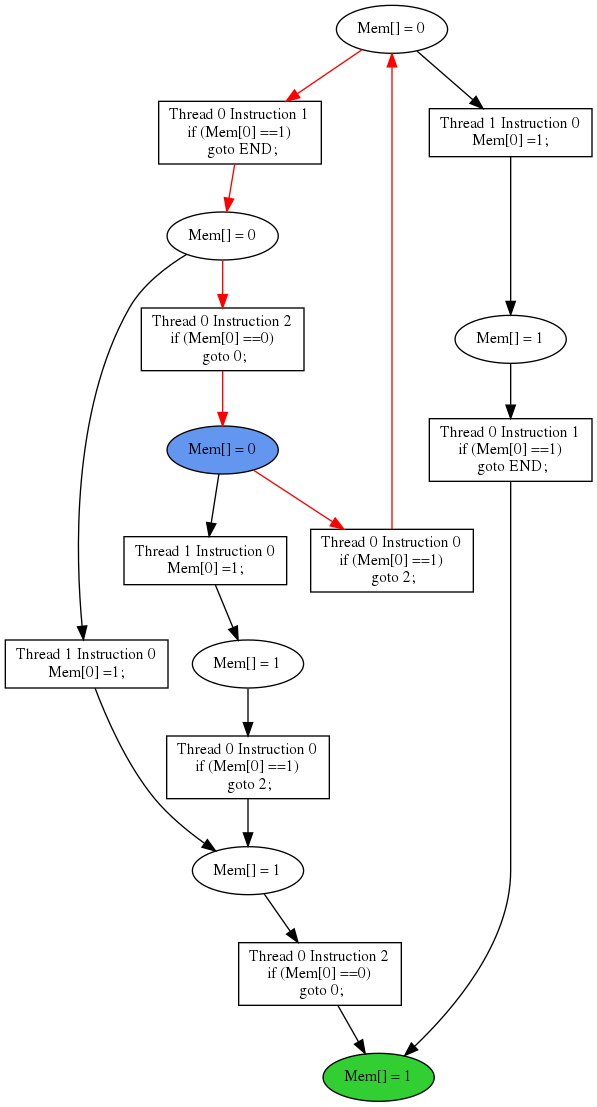 Mem[] = 0
Thread 0 Instruction 1
if (Mem[0] ==1)
goto END;
Thread 1 Instruction 0
Mem[0] =1;
Mem[] = 0
Thread 0 Instruction 2
if (Mem[0] ==0)
goto 0;
Mem[] = 1
Mem[] = 0
Thread 0 Instruction 1
if (Mem[0] ==1)
goto END;
Thread 1 Instruction 0
Mem[0] =1;
Thread 0 Instruction 0
if (Mem[0] ==1)
goto 2;
Thread 1 Instruction 0
Mem[0] =1;
Mem[] = 1
Thread 0 Instruction 0
if (Mem[0] ==1)
goto 2;
Mem[] = 1
Thread 0 Instruction 2
if (Mem[0] ==0)
goto 0;
Mem[] = 1